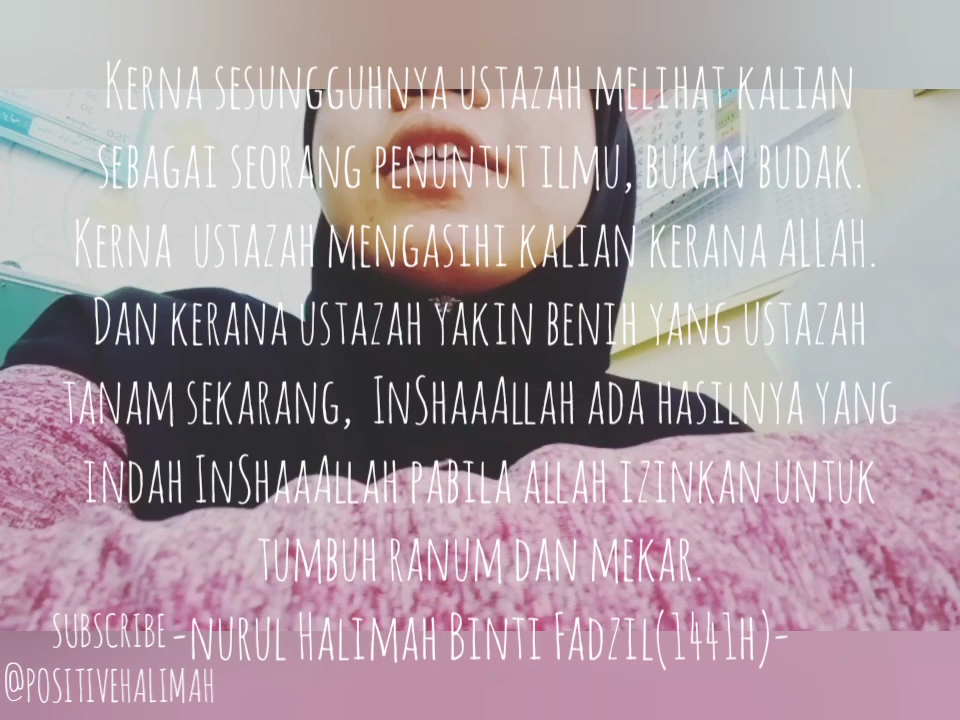 Kerna sesungguhnya ustazah melihat kalian
sebagai seorang penuntut ilmu, bukan budak.
Kerna ustazah mengasihi kalian kerana ALLAH.
Dan kerana ustazah yakin benih yang ustazah
tanam sekarang, InShaaAllah ada hasilnya yang
indah InShaaAllah pabila allah izinkan untuk
tumbuh ranum dan mekar.
-nurul Halimah Binti Fadzil(1441h)-
subscribe
@positivehalimah